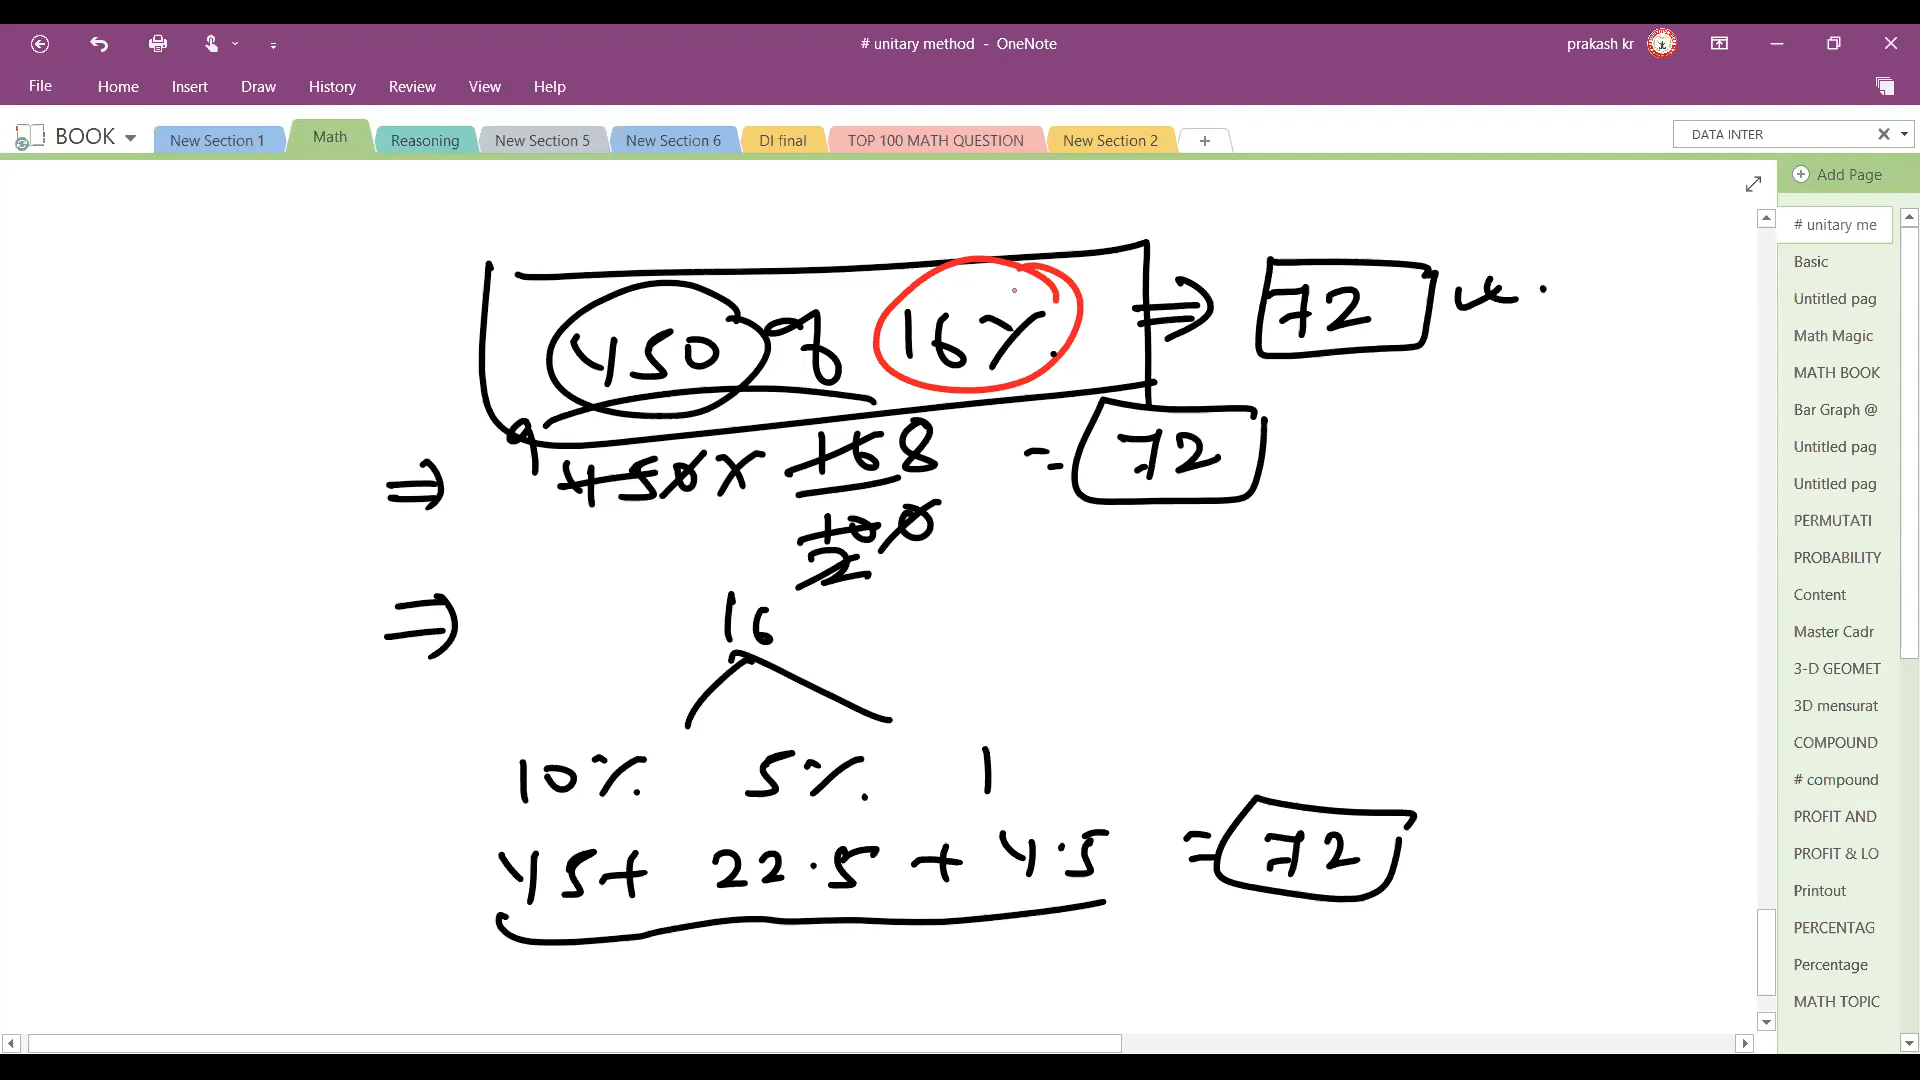 # unitary method - OneNote
prakash kr
File Home Insert Draw History Review View Help
BOOK New Section 1 Math Reasoning New Section 5 New Section 6 DI final TOP 100 MATH QUESTION New Section 2 +
DATA INTER
Add Page
# unitary me
Basic
Untitled pag
Math Magic
MATH BOOK
Bar Graph @
Untitled pag
Untitled pag
PERMUTATI
PROBABILITY
Content
Master Cadr
3-D GEOMET
3D mensurat
COMPOUND
# compound
PROFIT AND
PROFIT & LO
Printout
PERCENTAG
Percentage
MATH TOPIC
450 of 16% ⇒ 72
9 8
⇒ 450 x 16 = 72
100
2
⇒ 16
10% 5% 1
45 + 22.5 + 4.5 = 72